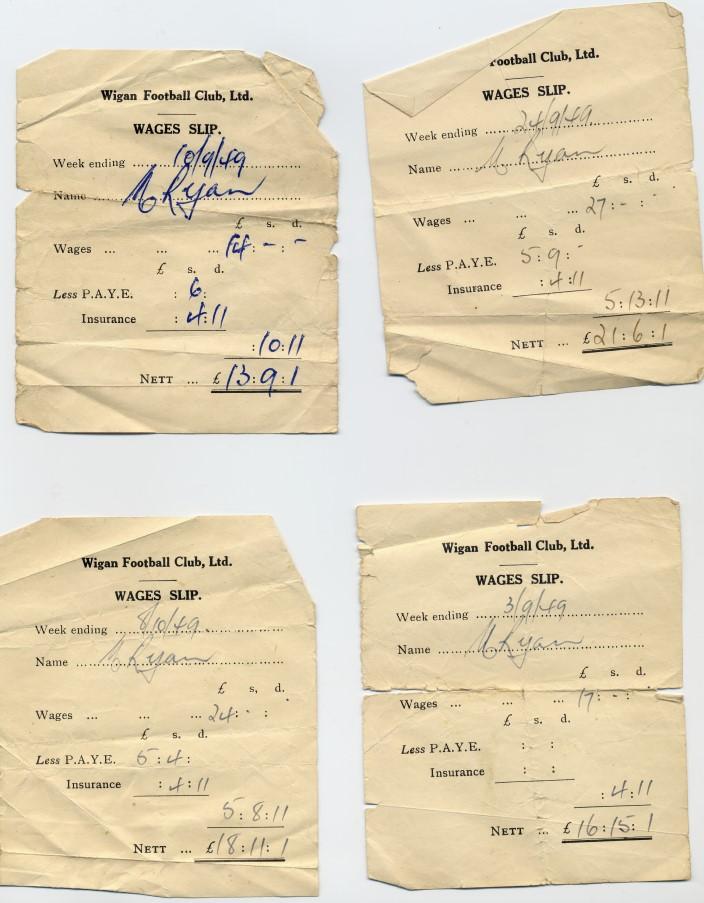 Wigan Football Club, Ltd.
WAGES SLIP.
Week ending 10/9/49
Name M Ryan
£ s. d.
Wages ... ... ... 14 : - : -
£ s. d.
Less P.A.Y.E. : 6 :
Insurance : 4 : 11
: 10 : 11
NETT ... £ 13 : 9 : 1
Football Club, Ltd.
WAGES SLIP.
Week ending 24/9/49
Name M Ryan
£ s. d.
Wages ... ... ... 27 : - : -
£ s. d.
Less P.A.Y.E. 5 : 9 : -
Insurance : 4 : 11
5 : 13 : 11
NETT ... £21 : 6 : 1
Wigan Football Club, Ltd.
WAGES SLIP.
Week ending 8/10/49
Name M Ryan
£ s, d.
Wages ... ... ... 24 : - :
£ s. d.
Less P.A.Y.E. 5 : 4 :
Insurance : 4 : 11
5 : 8 : 11
NETT ... £18 : 11 : 1
Wigan Football Club, Ltd.
WAGES SLIP.
Week ending 3/9/49
Name M Ryan
£ s. d.
Wages ... ... ... 17 : - :
£ s. d.
Less P.A.Y.E. : :
Insurance : :
: 4 : 11
NETT ... £16 : 15 : 1